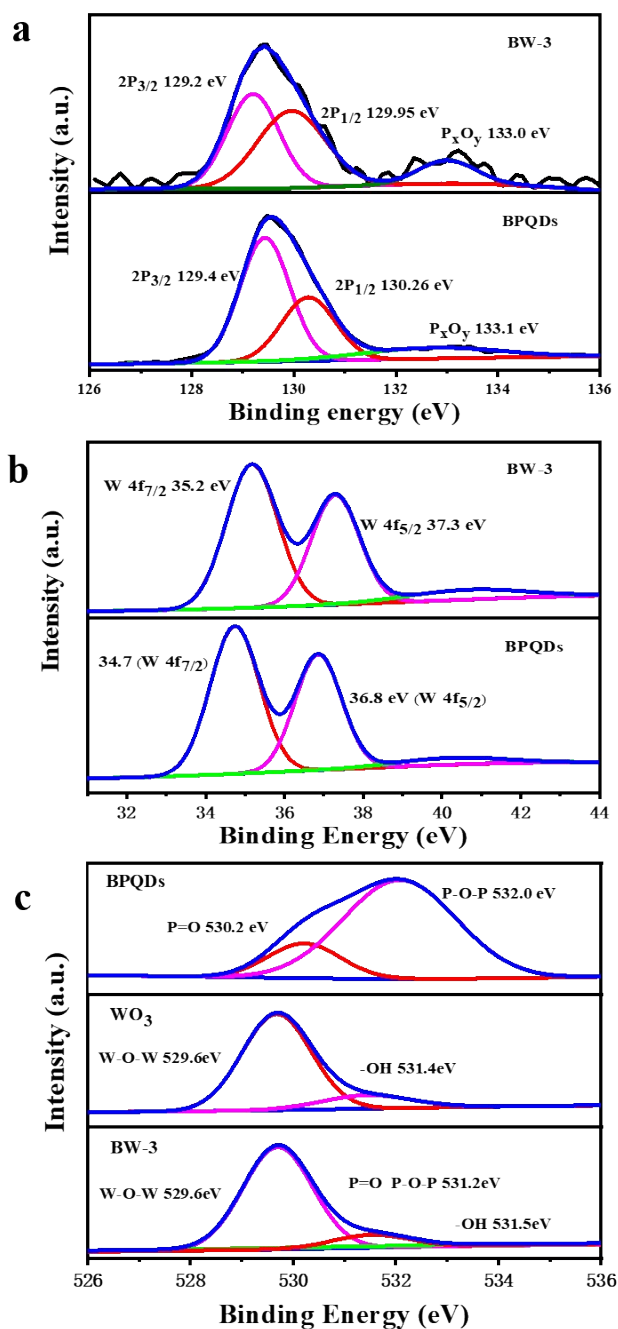 a
BW-3
2P3/2 129.2 eV
2P1/2 129.95 eV
PxOy 133.0 eV
BPQDs
2P3/2 129.4 eV
2P1/2 130.26 eV
PxOy 133.1 eV
Intensity (a.u.)
126 128 130 132 134 136
Binding energy (eV)
b
BW-3
W 4f7/2 35.2 eV
W 4f5/2 37.3 eV
BPQDs
34.7 (W 4f7/2)
36.8 eV (W 4f5/2)
Intensity (a.u.)
32 34 36 38 40 42 44
Binding Energy (eV)
c
BPQDs
P-O-P 532.0 eV
P=O 530.2 eV
WO3
W-O-W 529.6eV
-OH 531.4eV
BW-3
W-O-W 529.6eV
P=O P-O-P 531.2eV
-OH 531.5eV
Intensity (a.u.)
526 528 530 532 534 536
Binding Energy (eV)